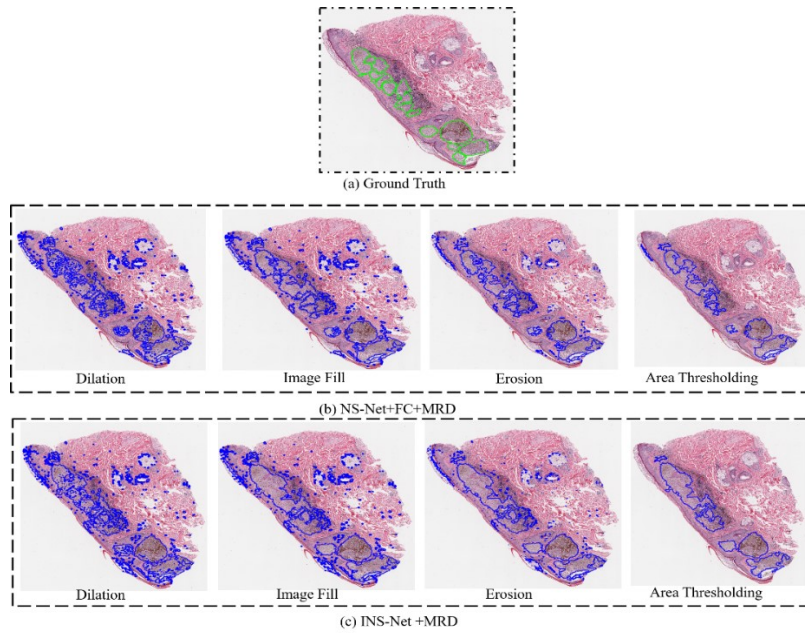 (a) Ground Truth
Dilation Image Fill Erosion Area Thresholding
(b) NS-Net+FC+MRD
Dilation Image Fill Erosion Area Thresholding
(c) INS-Net +MRD